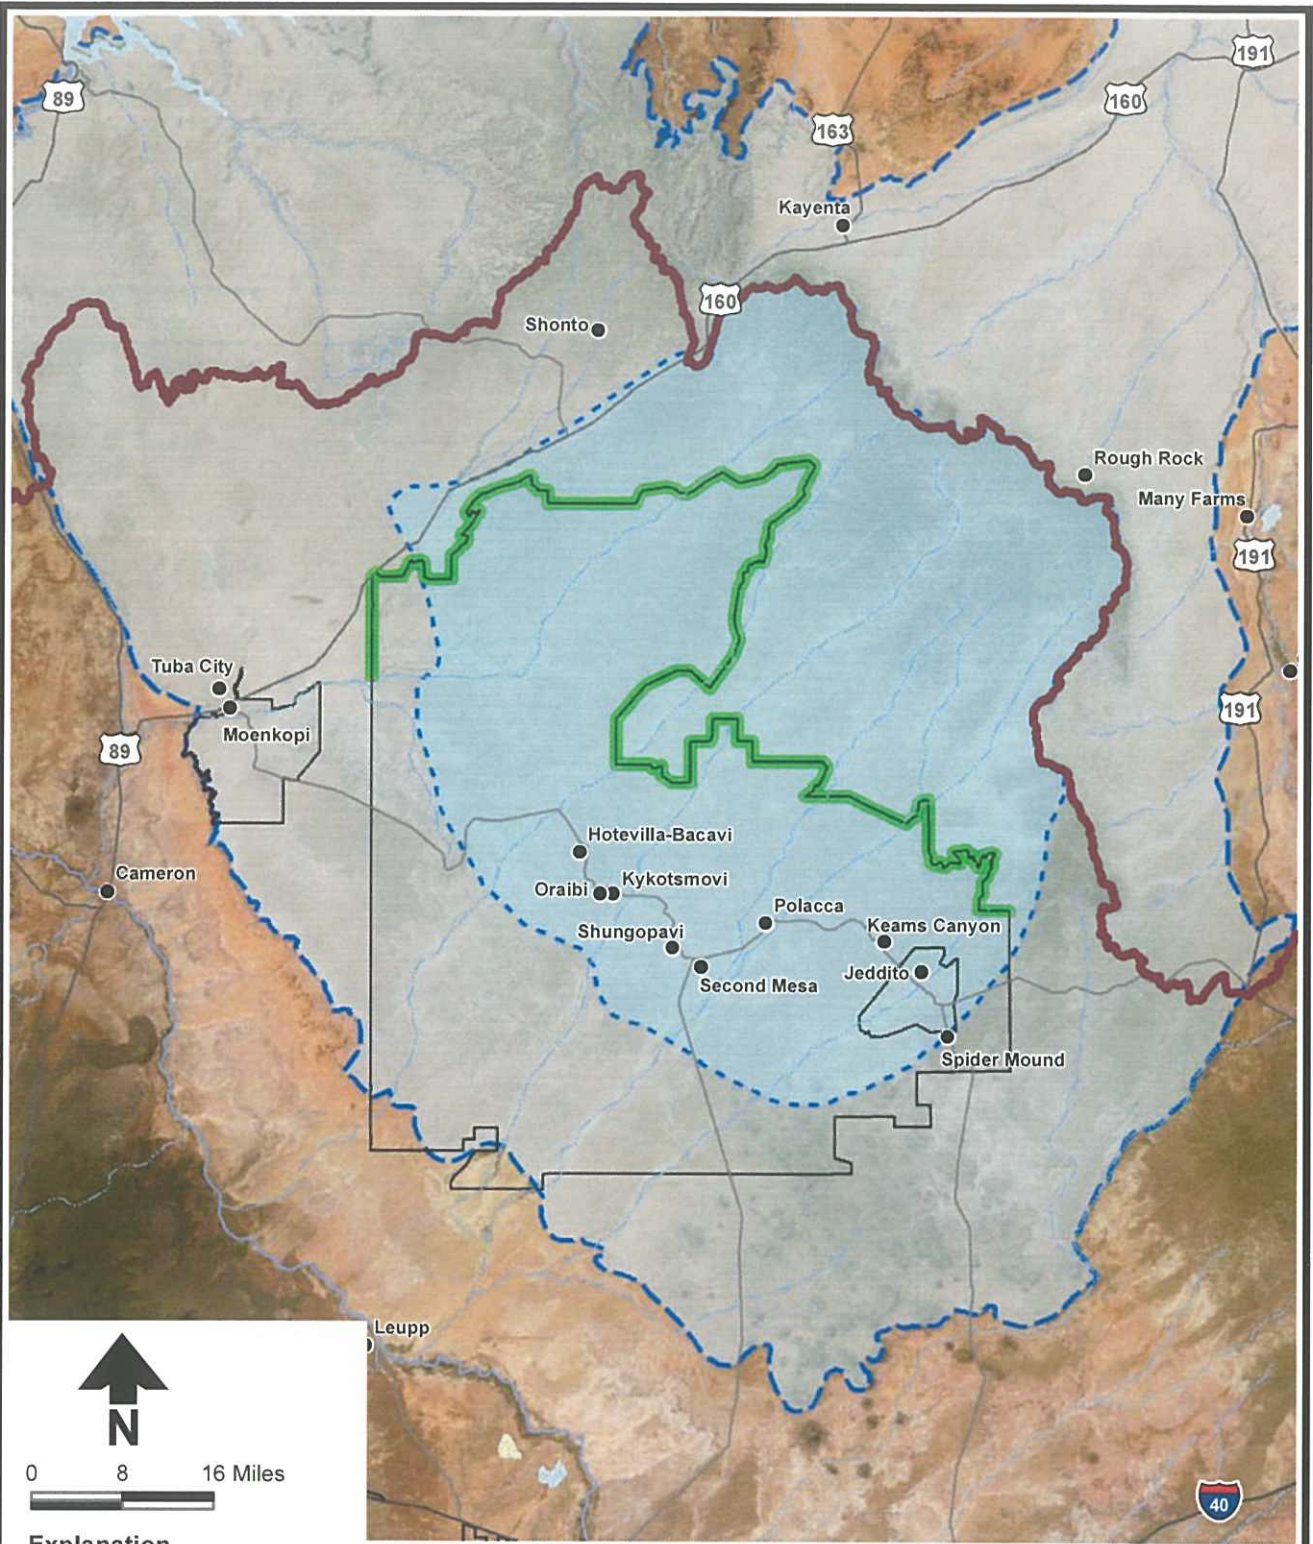 191
89
160
163
Kayenta
160
Shonto
Rough Rock
Many Farms
191
Tuba City
Moenkopi
191
89
Hotevilla-Bacavi
Cameron
Oraibi
Kykotsmovi
Polacca
Keams Canyon
Shungopavi
Jeddito
Second Mesa
Spider Mound
Leupp
N
0 8 16 Miles
40
Explanation